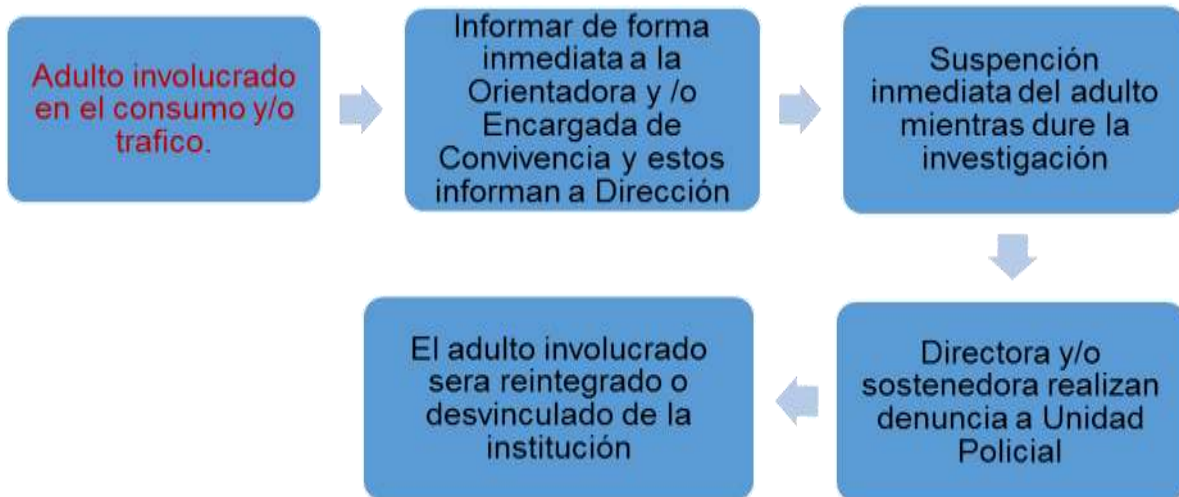 Adulto involucrado
en el consumo y/o
trafico.
Informar de forma
inmediata a la
Orientadora y /o
Encargada de
Convivencia y estos
informan a Dirección
Suspención
inmediata del adulto
mientras dure la
investigación
Directora y/o
sostenedora realizan
denuncia a Unidad
Policial
El adulto involucrado
sera reintegrado o
desvinculado de la
institución